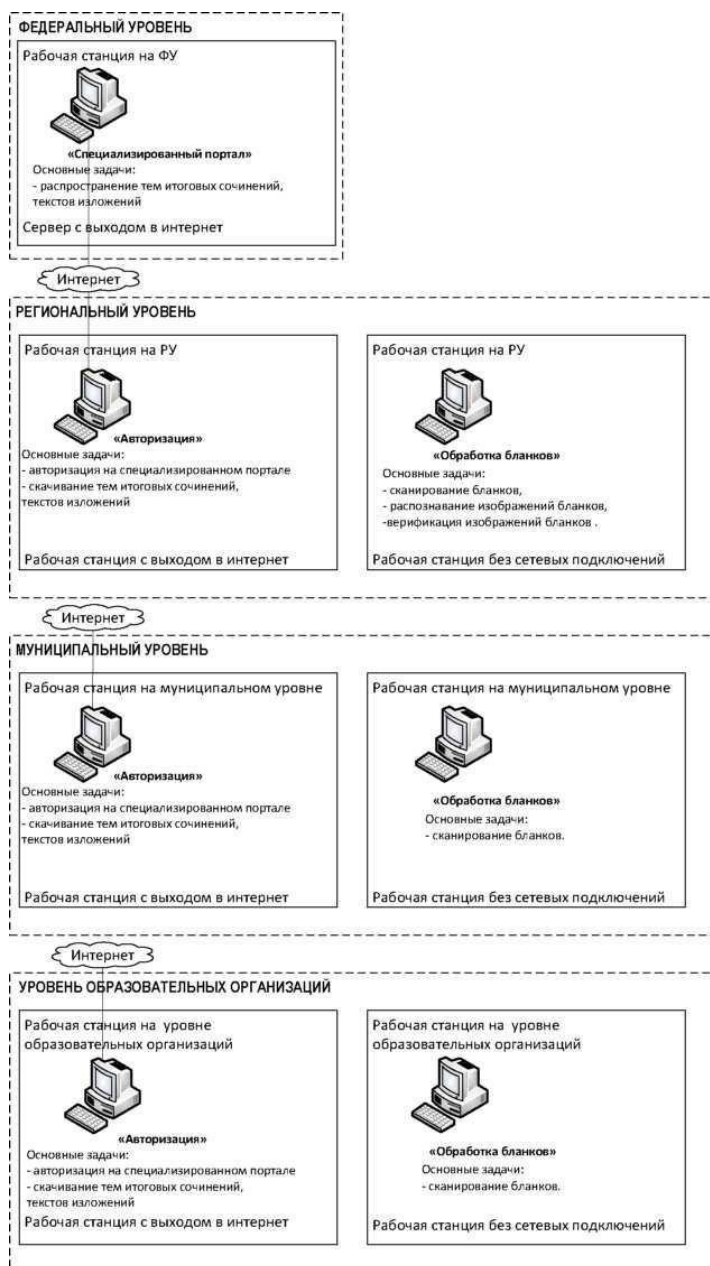 ФЕДЕРАЛЬНЫЙ УРОВЕНЬ
Рабочая станция на ФУ
«Специализированный портал»
Основные задачи:
- распространение тем итоговых сочинений,
текстов изложений
Сервер с выходом в интернет
Интернет
РЕГИОНАЛЬНЫЙ УРОВЕНЬ
Рабочая станция на РУ
«Авторизация»
Основные задачи:
- авторизация на специализированном портале
- скачивание тем итоговых сочинений,
текстов изложений
Рабочая станция с выходом в интернет
Рабочая станция на РУ
«Обработка бланков»
Основные задачи:
- сканирование бланков,
- распознавание изображений бланков,
-верификация изображений бланков .
Рабочая станция без сетевых подключений
Интернет
МУНИЦИПАЛЬНЫЙ УРОВЕНЬ
Рабочая станция на муниципальном уровне
«Авторизация»
Основные задачи:
- авторизация на специализированном портале
- скачивание тем итоговых сочинений,
текстов изложений
Рабочая станция с выходом в интернет
Рабочая станция на муниципальном уровне
«Обработка бланков»
Основные задачи:
- сканирование бланков.
Рабочая станция без сетевых подключений
Интернет
УРОВЕНЬ ОБРАЗОВАТЕЛЬНЫХ ОРГАНИЗАЦИЙ
Рабочая станция на уровне
образовательных организаций
«Авторизация»
Основные задачи:
- авторизация на специализированном портале
- скачивание тем итоговых сочинений,
текстов изложений
Рабочая станция с выходом в интернет
Рабочая станция на уровне
образовательных организаций
«Обработка бланков»
Основные задачи:
- сканирование бланков.
Рабочая станция без сетевых подключений